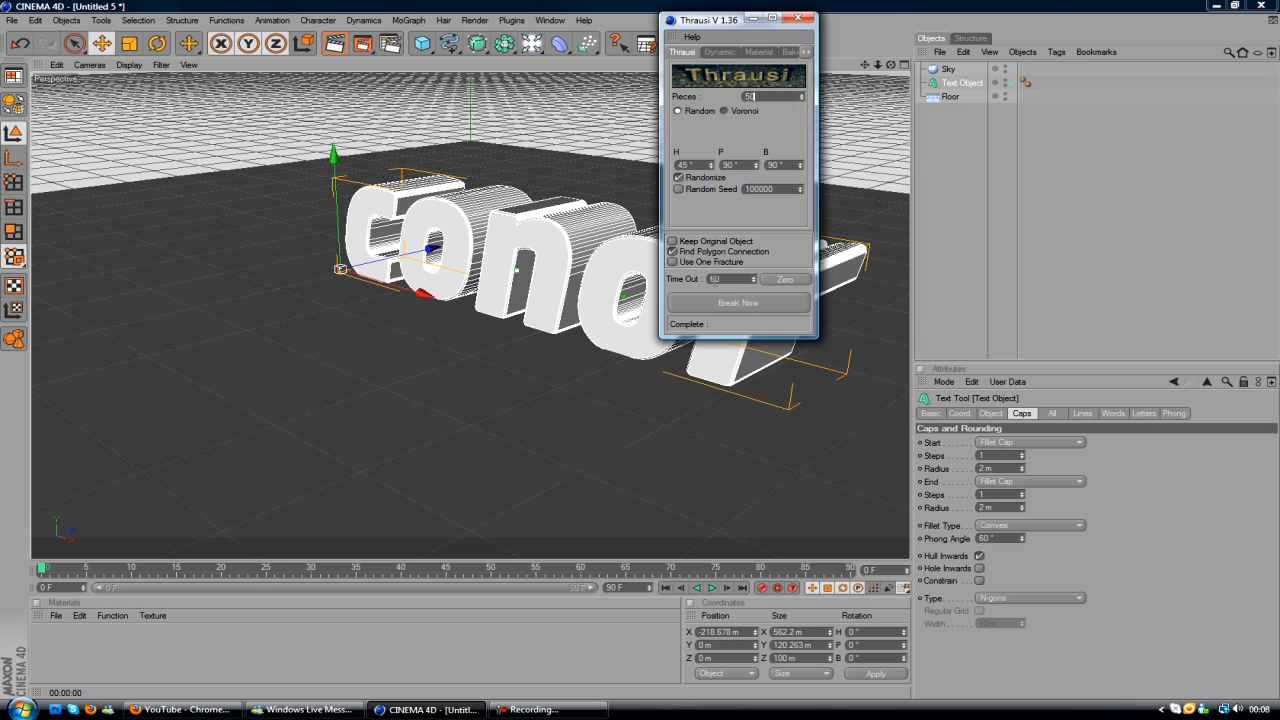 CINEMA 4D - [Untitled 5 *]
File Edit Objects Tools Selection Structure Functions Animation Character Dynamics MoGraph Hair Render Plugins Window Help
Edit Cameras Display Filter View
Perspective
Conor
Thrausi V 1.36
Help
Thrausi Dynamic Material Bake
Thrausi
Pieces : 50
Random Voronoi
H P B
45 ° 90 ° 90 °
Randomize
Random Seed 100000
Keep Original Object
Find Polygon Connection
Use One Fracture
Time Out : 60 Zero
Break Now
Complete :
Objects Structure
File Edit View Objects Tags Bookmarks
Sky
Text Object
Floor
Attributes
Mode Edit User Data
Text Tool [Text Object]
Basic Coord. Object Caps All Lines Words Letters Phong
Caps and Rounding
Start Fillet Cap
Steps 1
Radius 2 m
End Fillet Cap
Steps 1
Radius 2 m
Fillet Type Convex
Phong Angle 60 °
Hull Inwards
Hole Inwards
Constrain
Type N-gons
Regular Grid
Width 10 m
Y Z X
0 5 10 15 20 25 30 35 40 45 50 55 60 65 70 75 80 85 90 0 F
0 F 0 F 90 F 90 F
Materials
File Edit Function Texture
Coordinates
Position Size Rotation
X -218.678 m X 562.2 m H 0 °
Y 0 m Y 120.263 m P 0 °
Z 0 m Z 100 m B 0 °
Object Size Apply
MAXON CINEMA 4D
00:00:00
YouTube - Chrome... Windows Live Mess... CINEMA 4D - [Untitl... Recording... 00:08